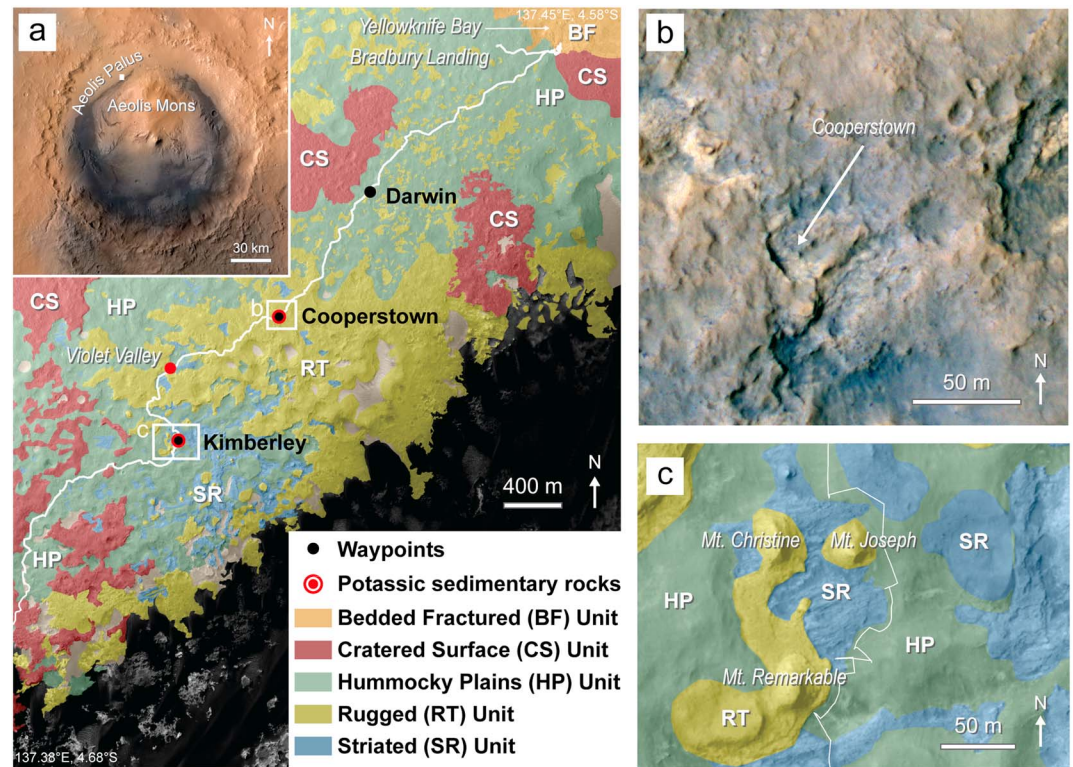 a
N
Aeolis Palus
Aeolis Mons
30 km
137.45°E, 4.58°S
Yellowknife Bay
BF
Bradbury Landing
CS
HP
CS
Darwin
CS
CS
HP
b
Cooperstown
Violet Valley
RT
c
Kimberley
N
SR
400 m
HP
137.38°E, 4.68°S
Waypoints
Potassic sedimentary rocks
Bedded Fractured (BF) Unit
Cratered Surface (CS) Unit
Hummocky Plains (HP) Unit
Rugged (RT) Unit
Striated (SR) Unit
b
Cooperstown
N
50 m
c
Mt. Christine
Mt. Joseph
SR
HP
SR
HP
Mt. Remarkable
RT
N
50 m